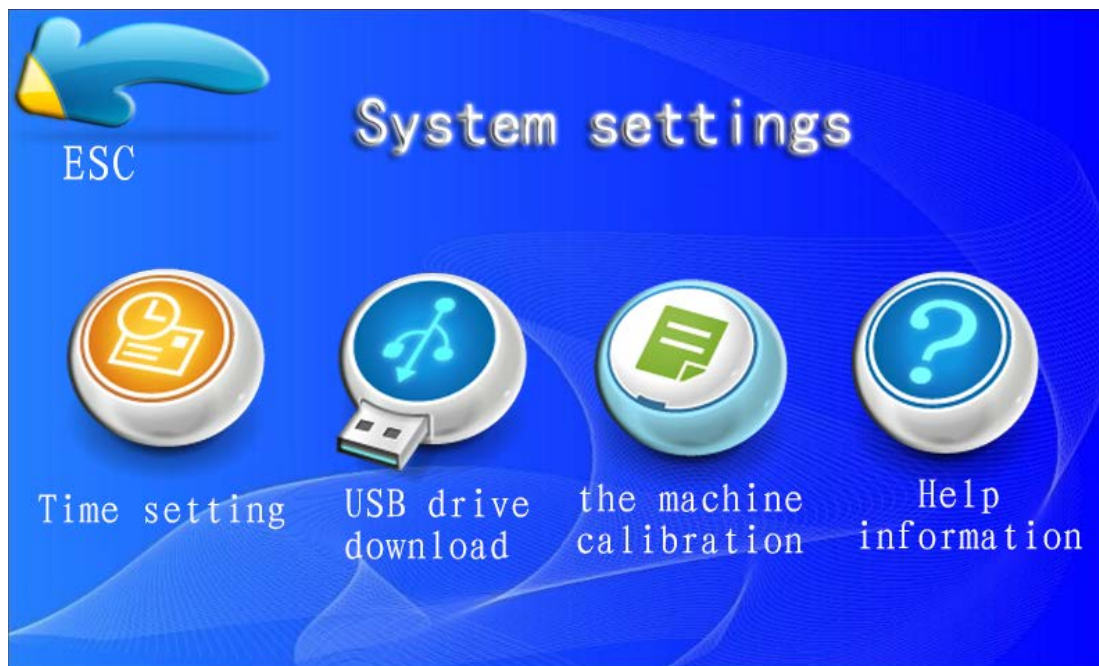 System settings
ESC
Time setting
USB drive
download
the machine
calibration
Help
information